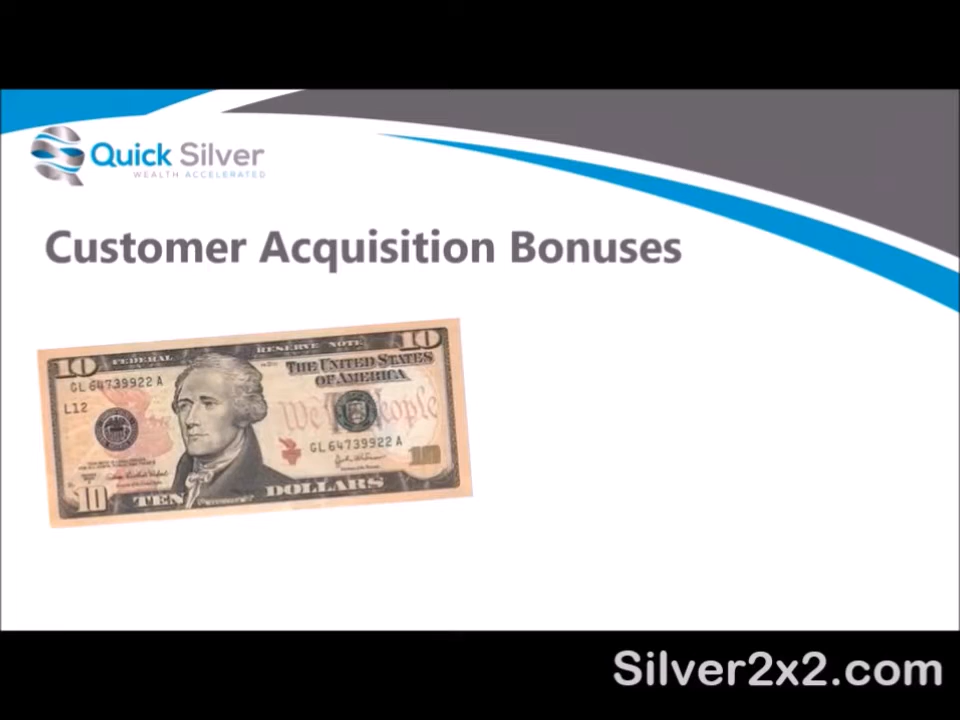 Quick Silver
WEALTH ACCELERATED
Customer Acquisition Bonuses
10 FEDERAL RESERVE NOTE 10
THE UNITED STATES
OF AMERICA
GL 64739922 A
L12
We People
GL 64739922 A
10
10 TEN DOLLARS
Silver2x2.com